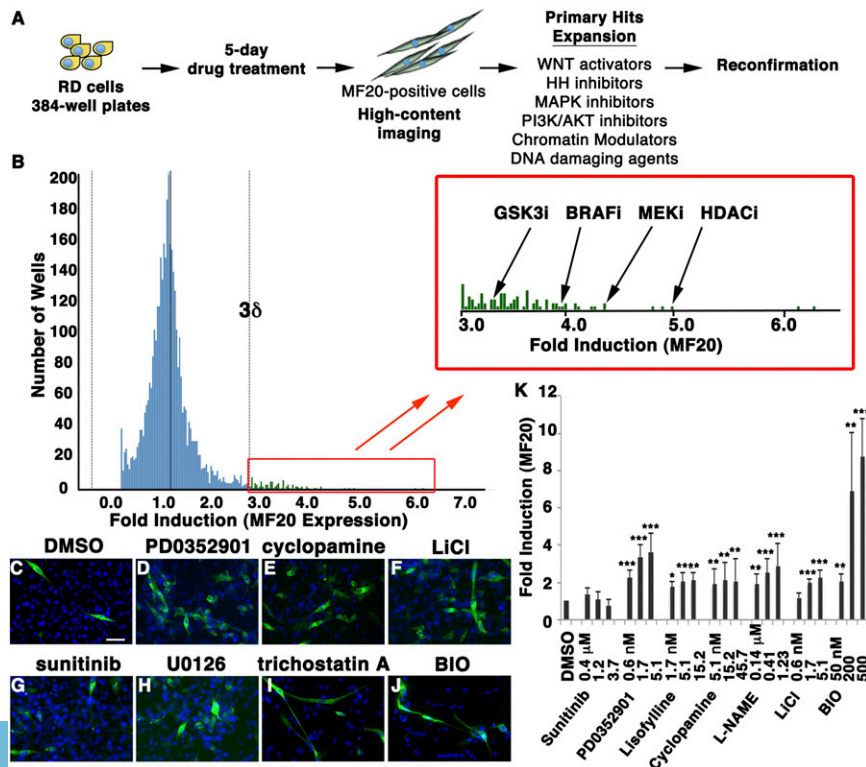 A
RD cells
384-well plates
5-day
drug treatment
MF20-positive cells
High-content
imaging
Primary Hits
Expansion
WNT activators
HH inhibitors
MAPK inhibitors
PI3K/AKT inhibitors
Chromatin Modulators
DNA damaging agents
Reconfirmation
B
Number of Wells
200
180
160
140
120
100
80
60
40
20
0
3δ
0.0 1.0 2.0 3.0 4.0 5.0 6.0 7.0
Fold Induction (MF20 Expression)
GSK3i BRAFi MEKi HDACi
3.0 4.0 5.0 6.0
Fold Induction (MF20)
DMSO PD0352901 cyclopamine LiCl
C D E F
sunitinib U0126 trichostatin A BIO
G H I J
K
Fold Induction (MF20)
12
10
8
6
4
2
0
*** *** *** * **** ** ** ** ** *** *** *** *** ** ** ***
DMSO
0.4 µM
1.2
3.7
0.6 nM
1.7
5.1
1.7 nM
5.1
15.2
5.1 nM
15.2
45.7
0.14 µM
0.41
1.23
0.6 nM
1.7
5.1
50 nM
200
500
Sunitinib
PD0352901
Lisofylline
Cyclopamine
L-NAME
LiCl
BIO